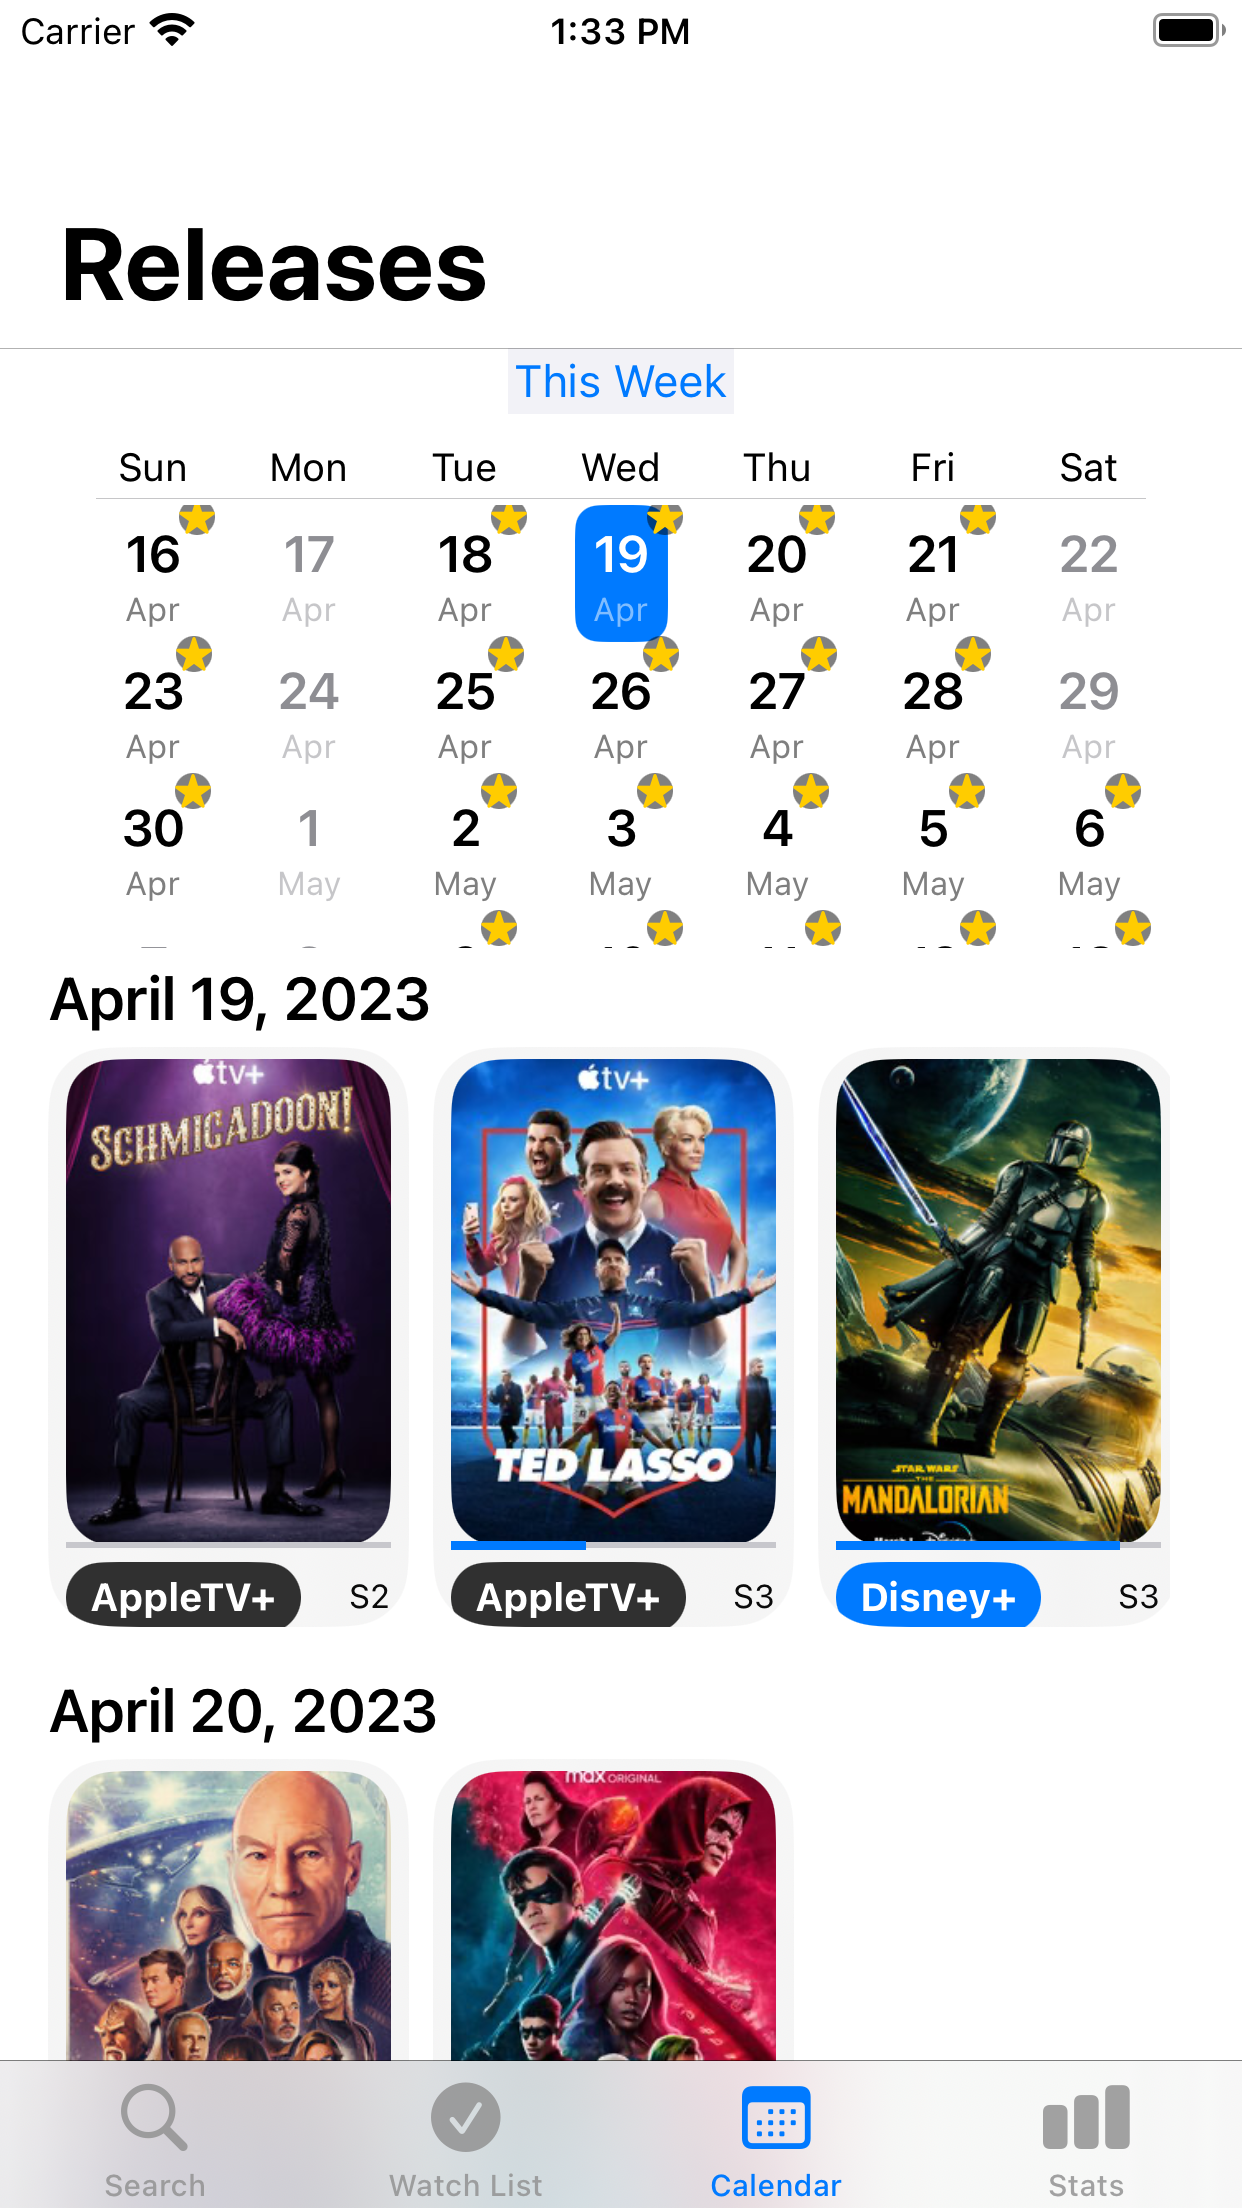 Carrier 1:33 PM
Releases
This Week
Sun Mon Tue Wed Thu Fri Sat
16 17 18 19 20 21 22
Apr Apr Apr Apr Apr Apr Apr
23 24 25 26 27 28 29
Apr Apr Apr Apr Apr Apr Apr
30 1 2 3 4 5 6
Apr May May May May May May
April 19, 2023
tv+
SCHMIGADOON!
tv+
TED LASSO
STAR WARS
THE
MANDALORIAN
AppleTV+ S2
AppleTV+ S3
Disney+ S3
April 20, 2023
max ORIGINAL
Search Watch List Calendar Stats